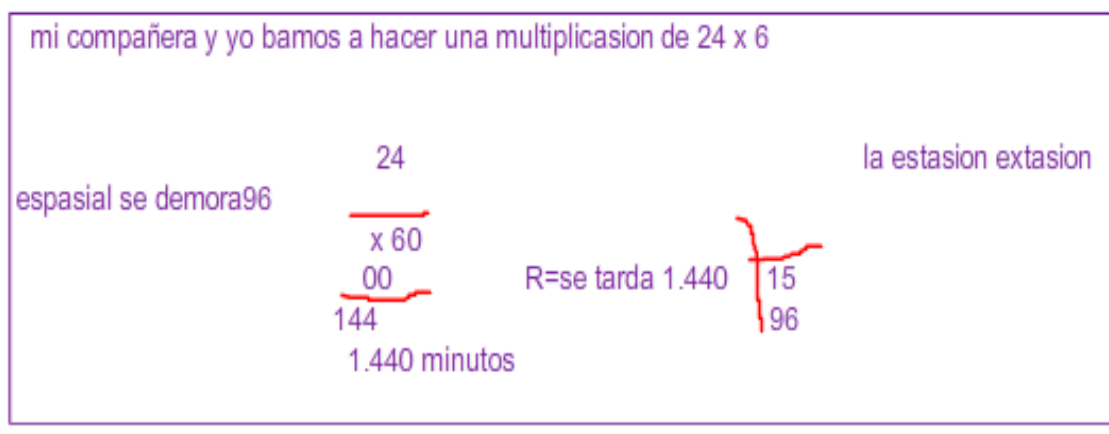 mi compañera y yo bamos a hacer una multiplicasion de 24 x 6
24 la estasion extasion
espasial se demora96
x 60
00 R=se tarda 1.440 15
144 96
1.440 minutos